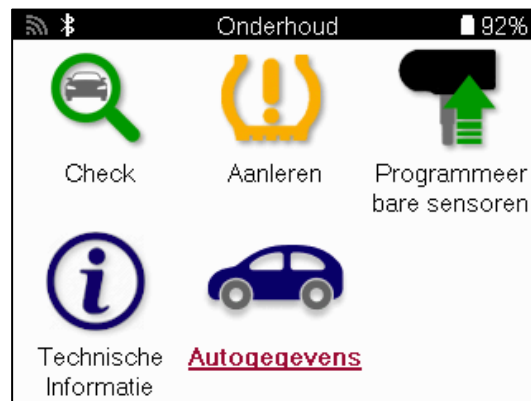 Onderhoud 92%
Check
Aanleren
Programmeer
bare sensoren
Technische
Informatie
Autogegevens